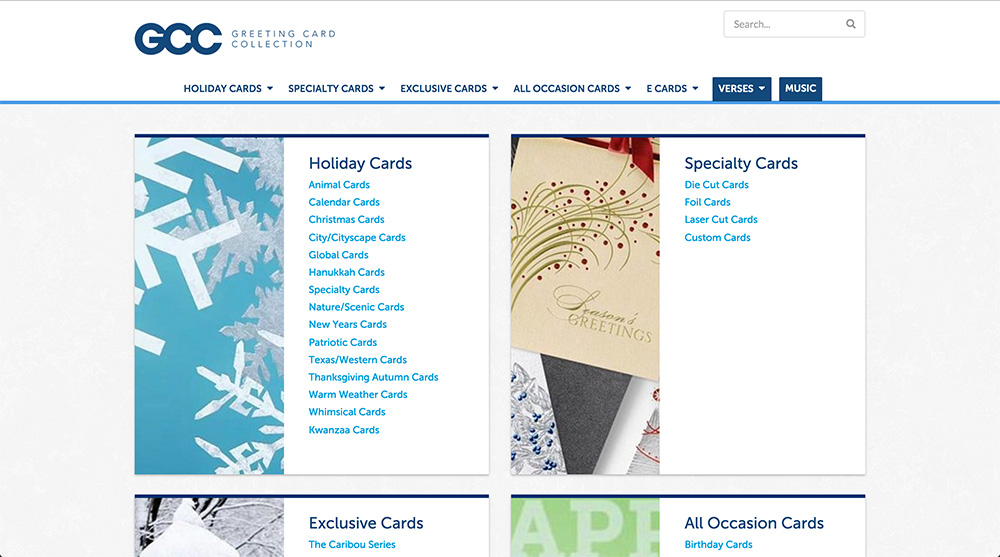 GCC GREETING CARD
COLLECTION
Search...
HOLIDAY CARDS SPECIALTY CARDS EXCLUSIVE CARDS ALL OCCASION CARDS E CARDS VERSES MUSIC
Holiday Cards
Animal Cards
Calendar Cards
Christmas Cards
City/Cityscape Cards
Global Cards
Hanukkah Cards
Specialty Cards
Nature/Scenic Cards
New Years Cards
Patriotic Cards
Texas/Western Cards
Thanksgiving Autumn Cards
Warm Weather Cards
Whimsical Cards
Kwanzaa Cards
Season's
GREETINGS
Specialty Cards
Die Cut Cards
Foil Cards
Laser Cut Cards
Custom Cards
Exclusive Cards
The Caribou Series
APP
All Occasion Cards
Birthday Cards